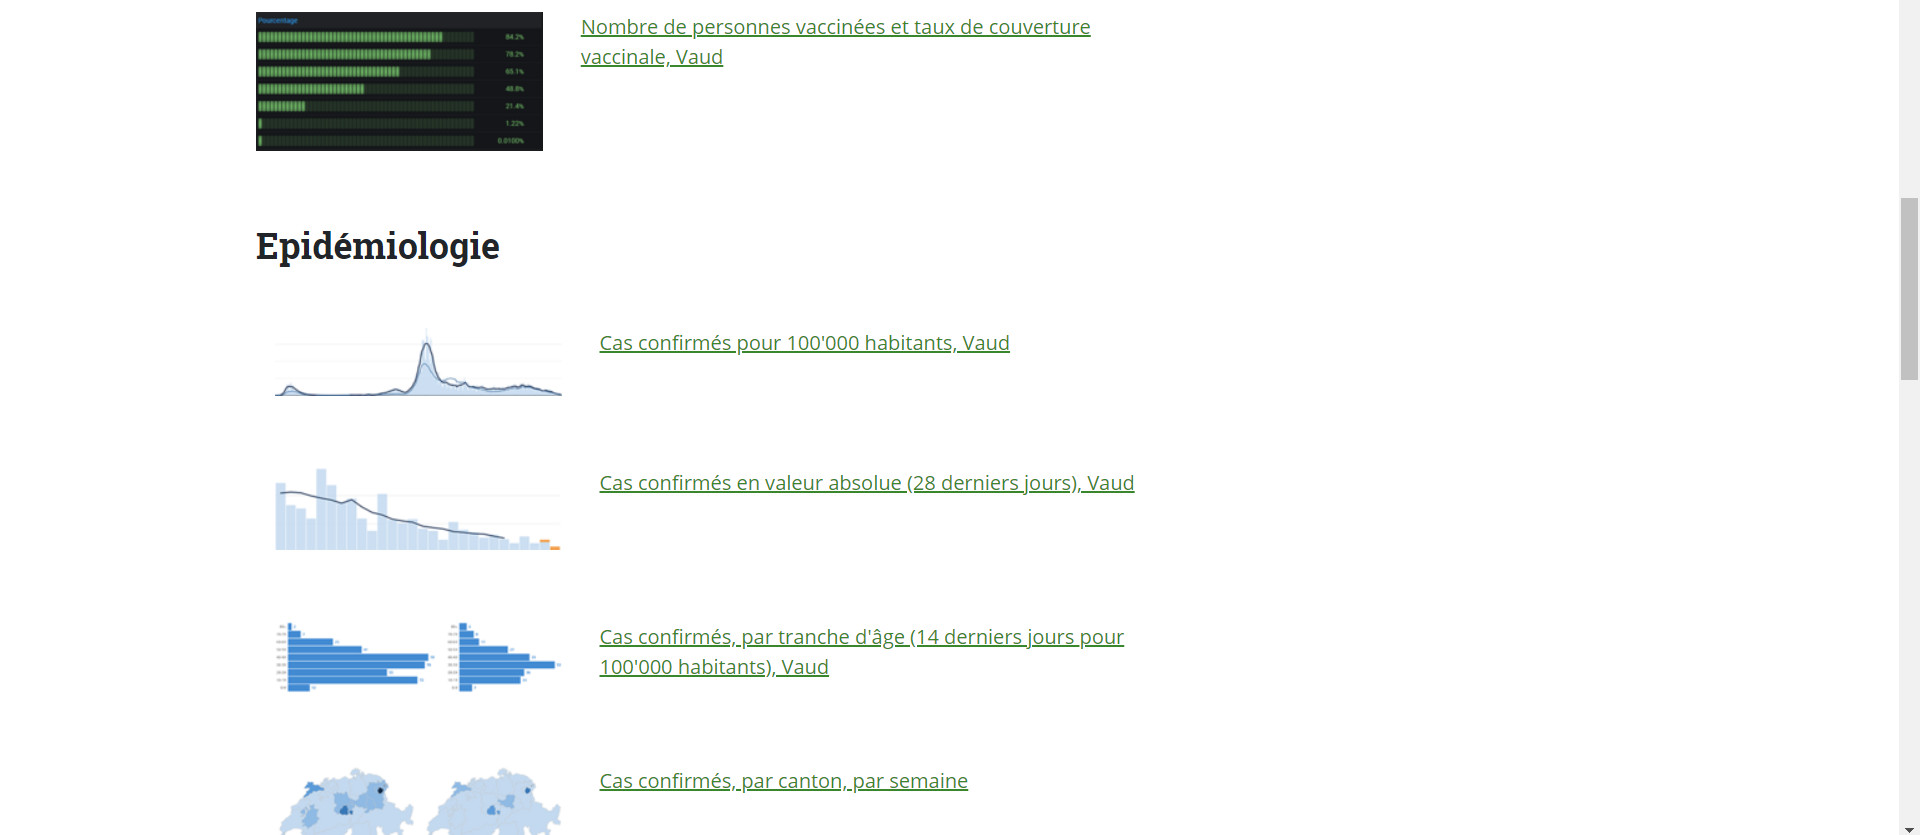 Pourcentage
84.2%
78.2%
65.1%
48.8%
21.4%
1.22%
0.0100%
Nombre de personnes vaccinées et taux de couverture
vaccinale, Vaud
Epidémiologie
Cas confirmés pour 100'000 habitants, Vaud
Cas confirmés en valeur absolue (28 derniers jours), Vaud
Cas confirmés, par tranche d'âge (14 derniers jours pour
100'000 habitants), Vaud
Cas confirmés, par canton, par semaine